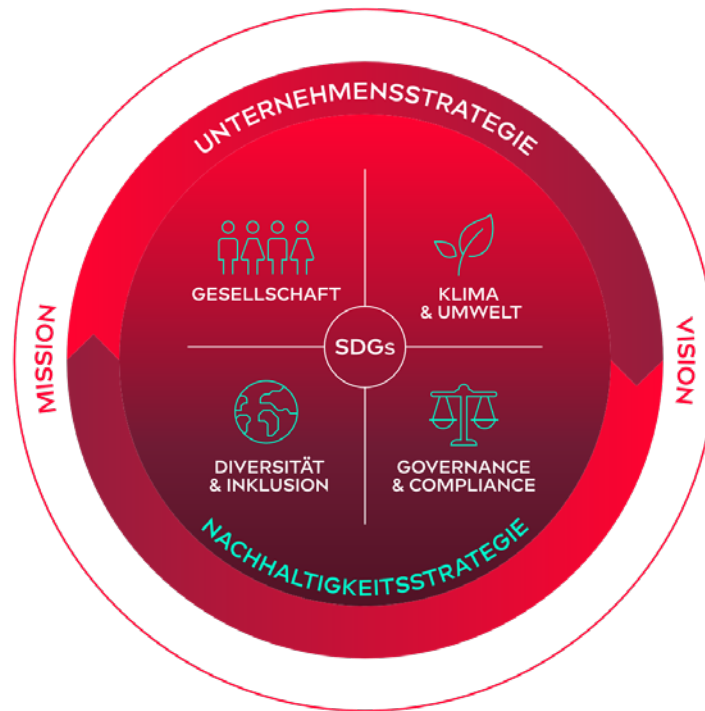 UNTERNEHMENSSTRATEGIE
MISSION
VISION
GESELLSCHAFT
KLIMA
& UMWELT
SDGs
DIVERSITÄT
& INKLUSION
GOVERNANCE
& COMPLIANCE
NACHHALTIGKEITSSTRATEGIE